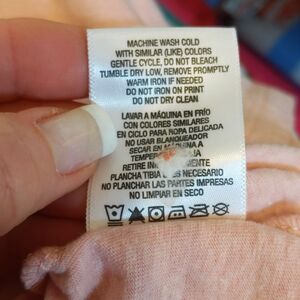 MACHINE WASH COLD
WITH SIMILAR (LIKE) COLORS
GENTLE CYCLE, DO NOT BLEACH
TUMBLE DRY LOW, REMOVE PROMPTLY
WARM IRON IF NEEDED
DO NOT IRON ON PRINT
DO NOT DRY CLEAN
LAVAR A MÁQUINA EN FRÍO
CON COLORES SIMILARES
EN CICLO PARA ROPA DELICADA
NO USAR BLANQUEADOR
SECAR EN MÁQUINA A
RETIRE
PLANCHA TIBIA NECESARIO
NO PLANCHAR LAS PARTES IMPRESAS
NO LIMPIAR EN SECO